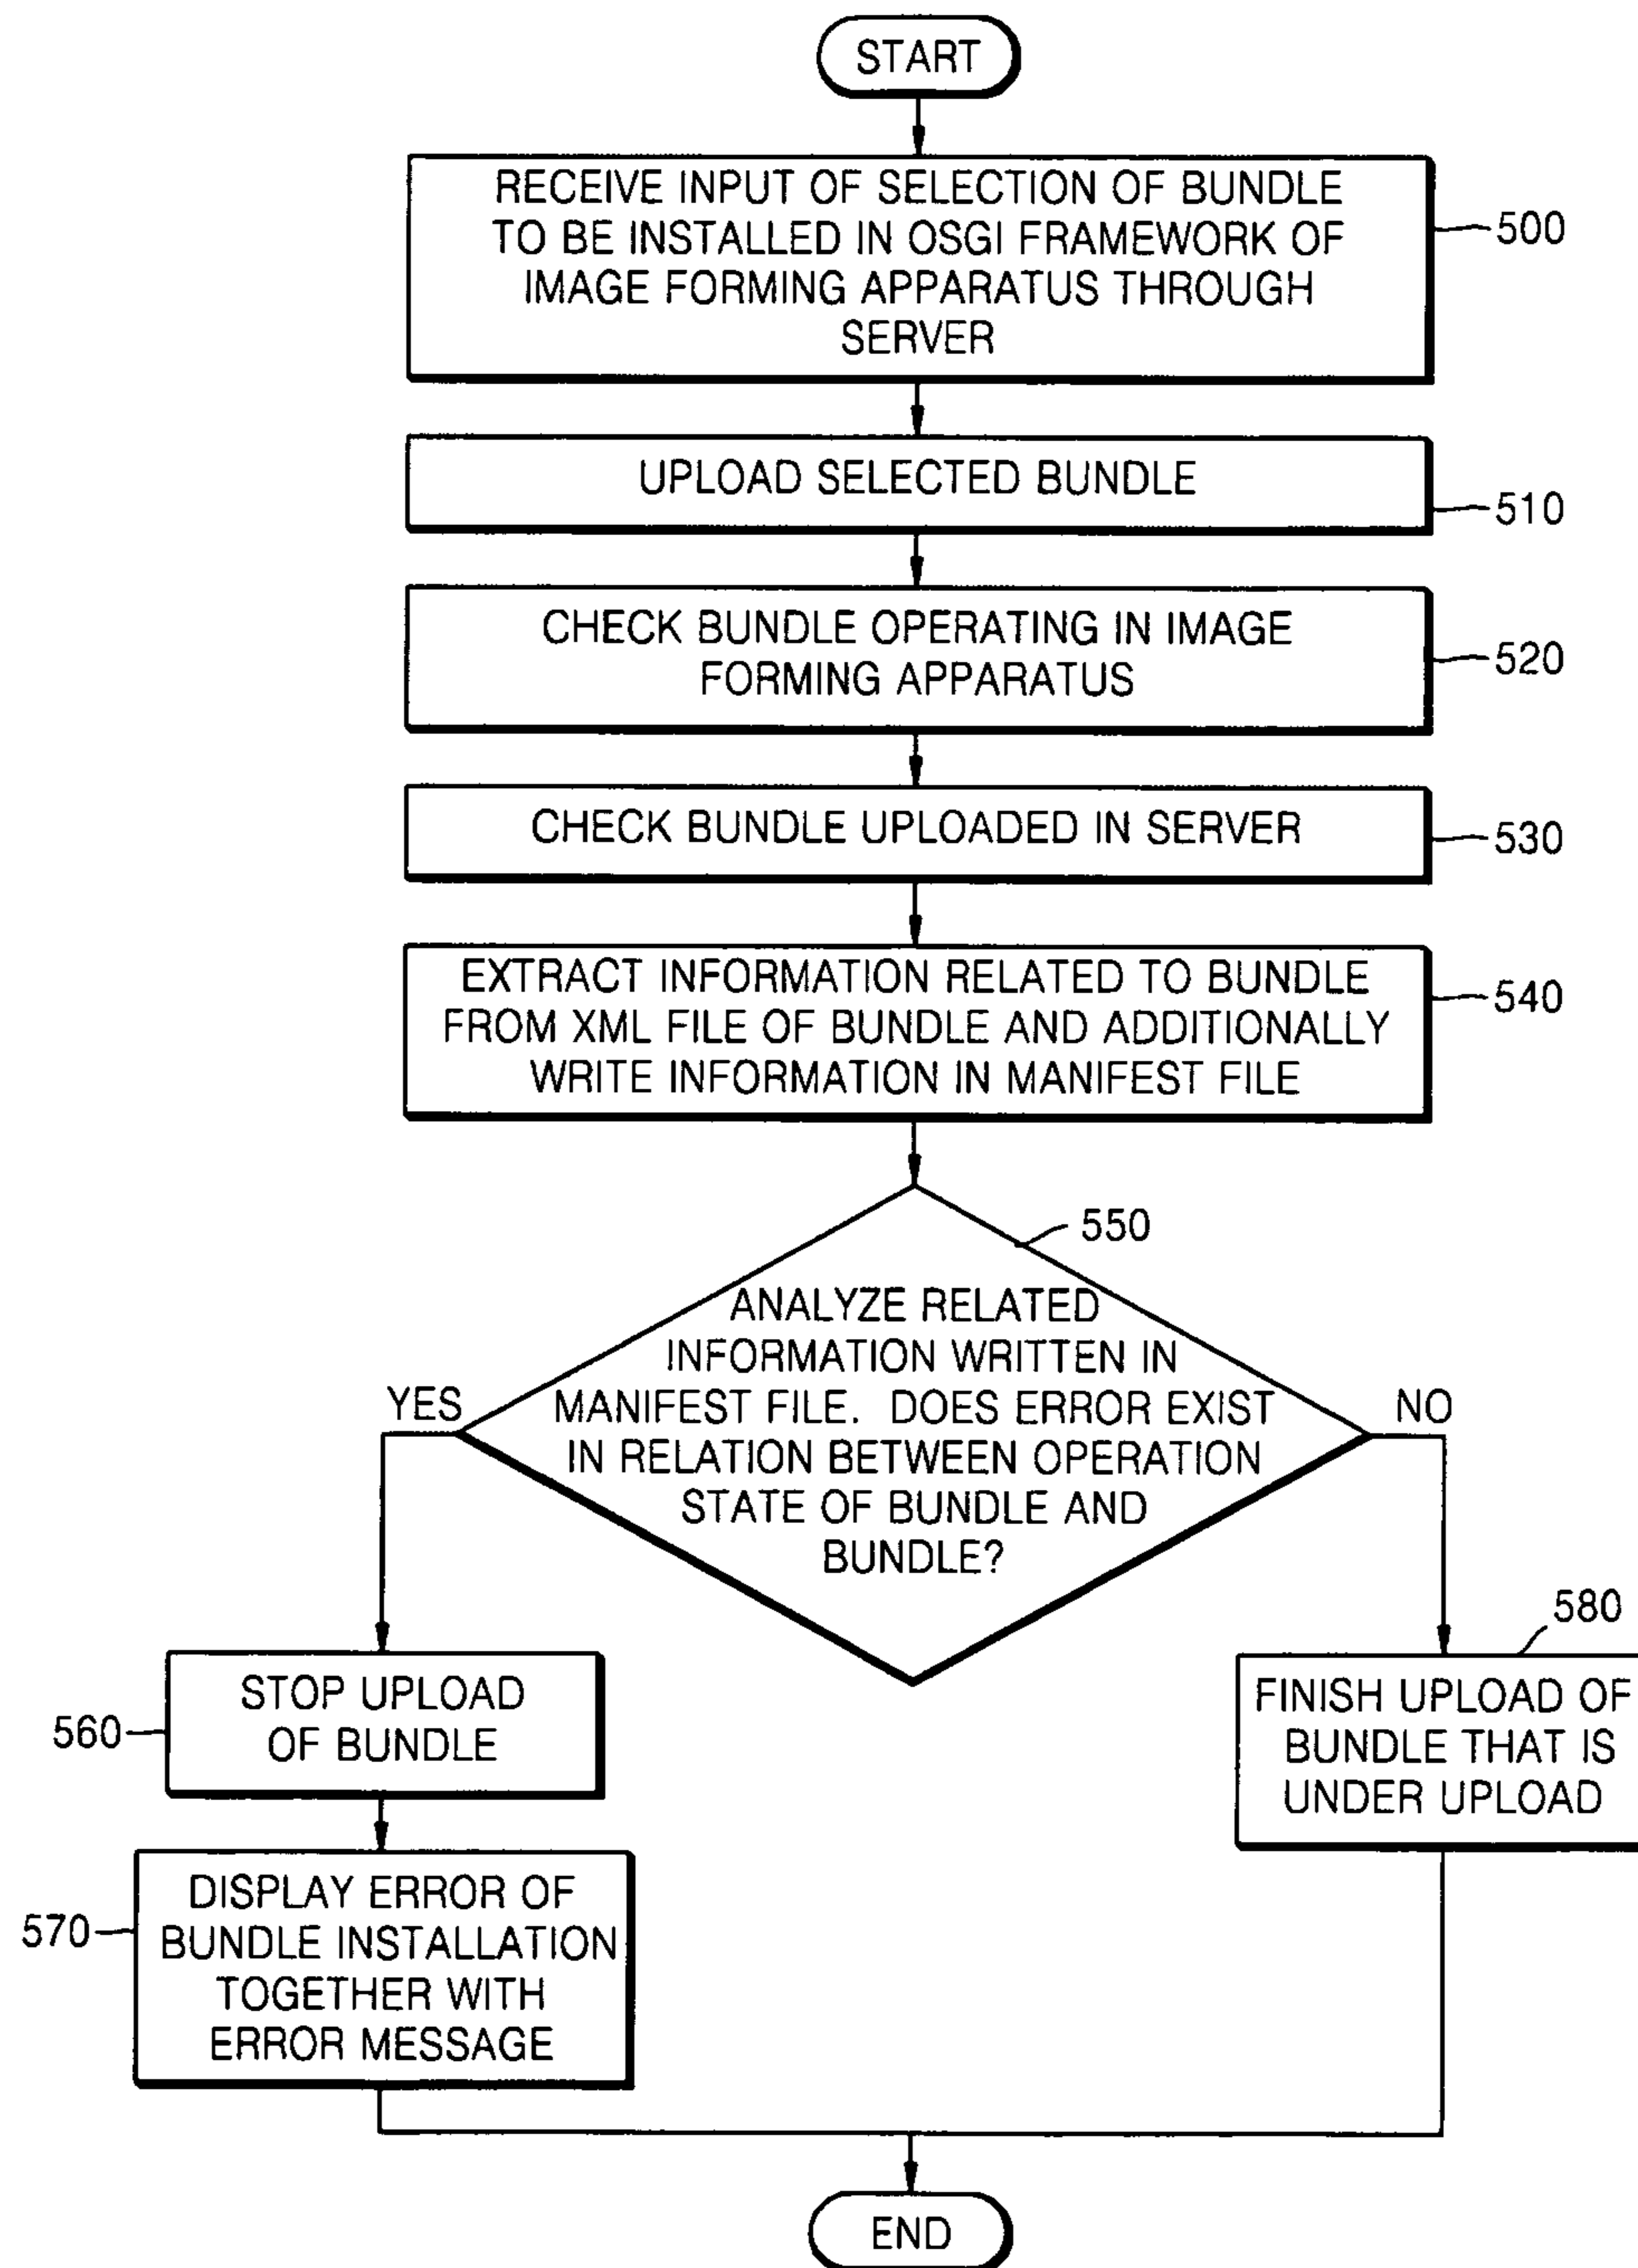 START
RECEIVE INPUT OF SELECTION OF BUNDLE
TO BE INSTALLED IN OSGI FRAMEWORK OF
IMAGE FORMING APPARATUS THROUGH
SERVER
500
UPLOAD SELECTED BUNDLE
510
CHECK BUNDLE OPERATING IN IMAGE
FORMING APPARATUS
520
CHECK BUNDLE UPLOADED IN SERVER
530
EXTRACT INFORMATION RELATED TO BUNDLE
FROM XML FILE OF BUNDLE AND ADDITIONALLY
WRITE INFORMATION IN MANIFEST FILE
540
550
ANALYZE RELATED
INFORMATION WRITTEN IN
MANIFEST FILE. DOES ERROR EXIST
IN RELATION BETWEEN OPERATION
STATE OF BUNDLE AND
BUNDLE?
YES
NO
560
STOP UPLOAD
OF BUNDLE
570
DISPLAY ERROR OF
BUNDLE INSTALLATION
TOGETHER WITH
ERROR MESSAGE
580
FINISH UPLOAD OF
BUNDLE THAT IS
UNDER UPLOAD
END